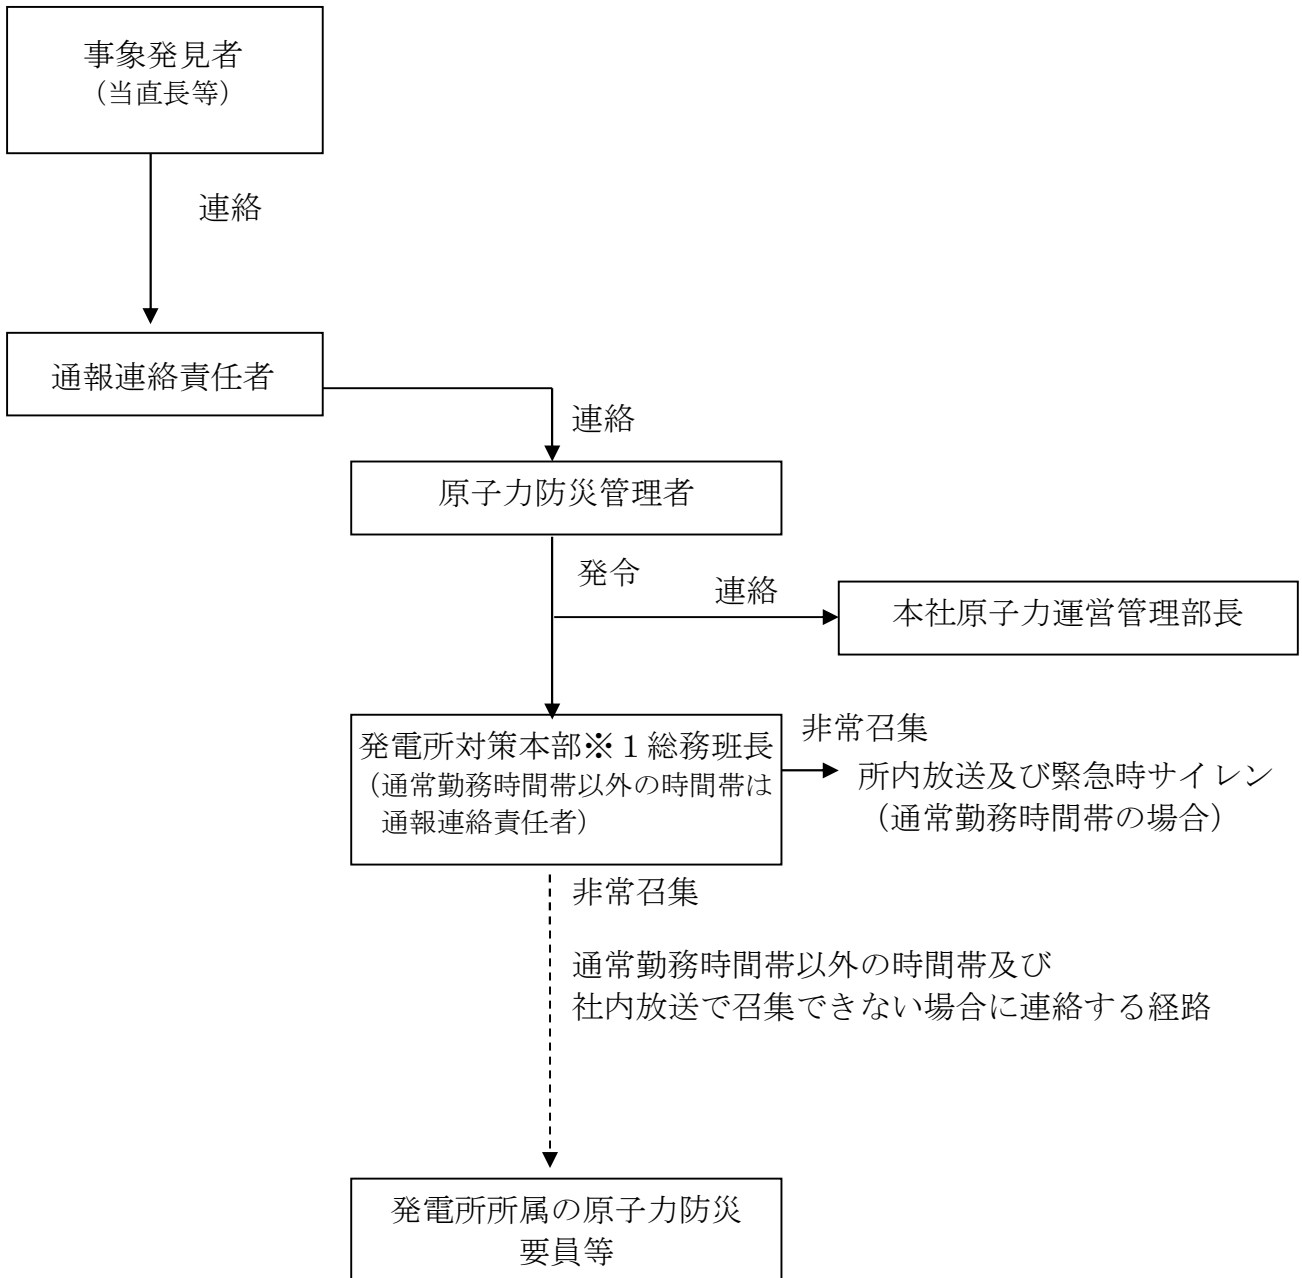 事象発見者
（当直長等）
連絡
通報連絡責任者
連絡
原子力防災管理者
発令
連絡
本社原子力運営管理部長
発電所対策本部※１総務班長
（通常勤務時間帯以外の時間帯は
通報連絡責任者）
非常召集
所内放送及び緊急時サイレン
（通常勤務時間帯の場合）
非常召集
通常勤務時間帯以外の時間帯及び
社内放送で召集できない場合に連絡する経路
発電所所属の原子力防災
要員等